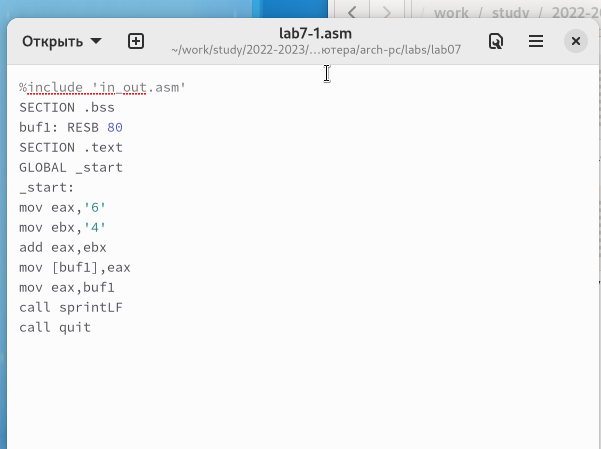 work / study / 2022-2
Открыть
lab7-1.asm
~/work/study/2022-2023/…ютера/arch-pc/labs/lab07
%include 'in_out.asm'
SECTION .bss
buf1: RESB 80
SECTION .text
GLOBAL _start
_start:
mov eax,'6'
mov ebx,'4'
add eax,ebx
mov [buf1],eax
mov eax,buf1
call sprintLF
call quit